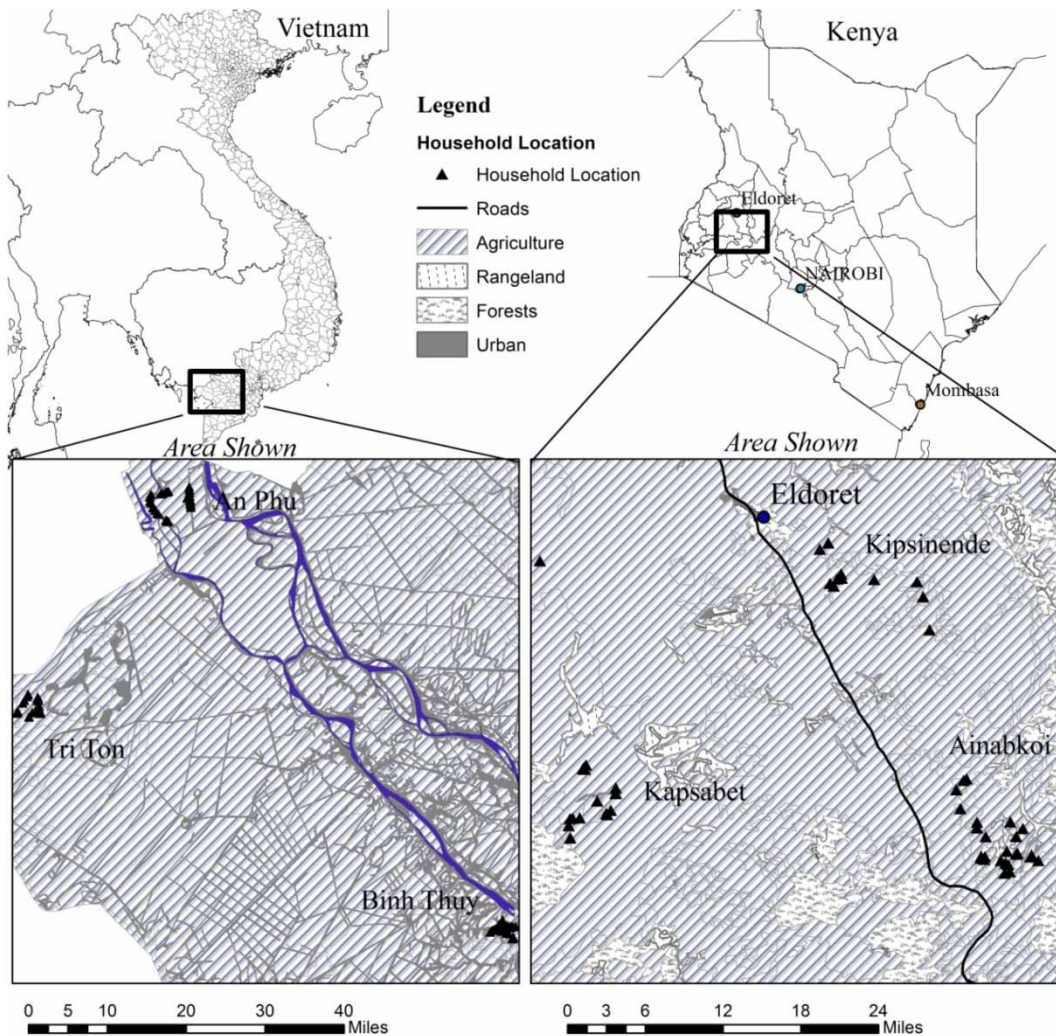 Vietnam
Kenya
Legend
Household Location
Household Location
Roads
Agriculture
Rangeland
Forests
Urban
Eldoret
NAIROBI
Mombasa
Area Shown
Area Shown
An Phu
Tri Ton
Binh Thuy
Eldoret
Kipsinende
Ainabkoi
Kapsabet
0 5 10 20 30 40
Miles
0 3 6 12 18 24
Miles